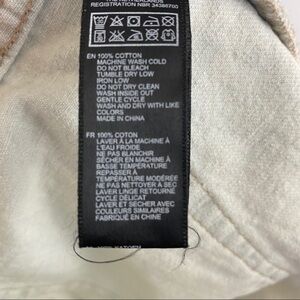 REGISTRATION NBR 34386700
EN 100% COTTON
MACHINE WASH COLD
DO NOT BLEACH
TUMBLE DRY LOW
IRON LOW
DO NOT DRY CLEAN
WASH INSIDE OUT
GENTLE CYCLE
WASH AND DRY WITH LIKE
COLORS
MADE IN CHINA
FR 100% COTON
LAVER À LA MACHINE À
L'EAU FROIDE
NE PAS BLANCHIR
SÉCHER EN MACHINE À
BASSE TEMPÉRATURE
REPASSER À
TEMPÉRATURE MODÉRÉE
NE PAS NETTOYER À SEC
LAVER LINGE RETOURNE
CYCLE DELICAT
LAVER ET SÉCHER AVEC
COULEURS SIMILAIRES
FABRIQUÉ EN CHINE